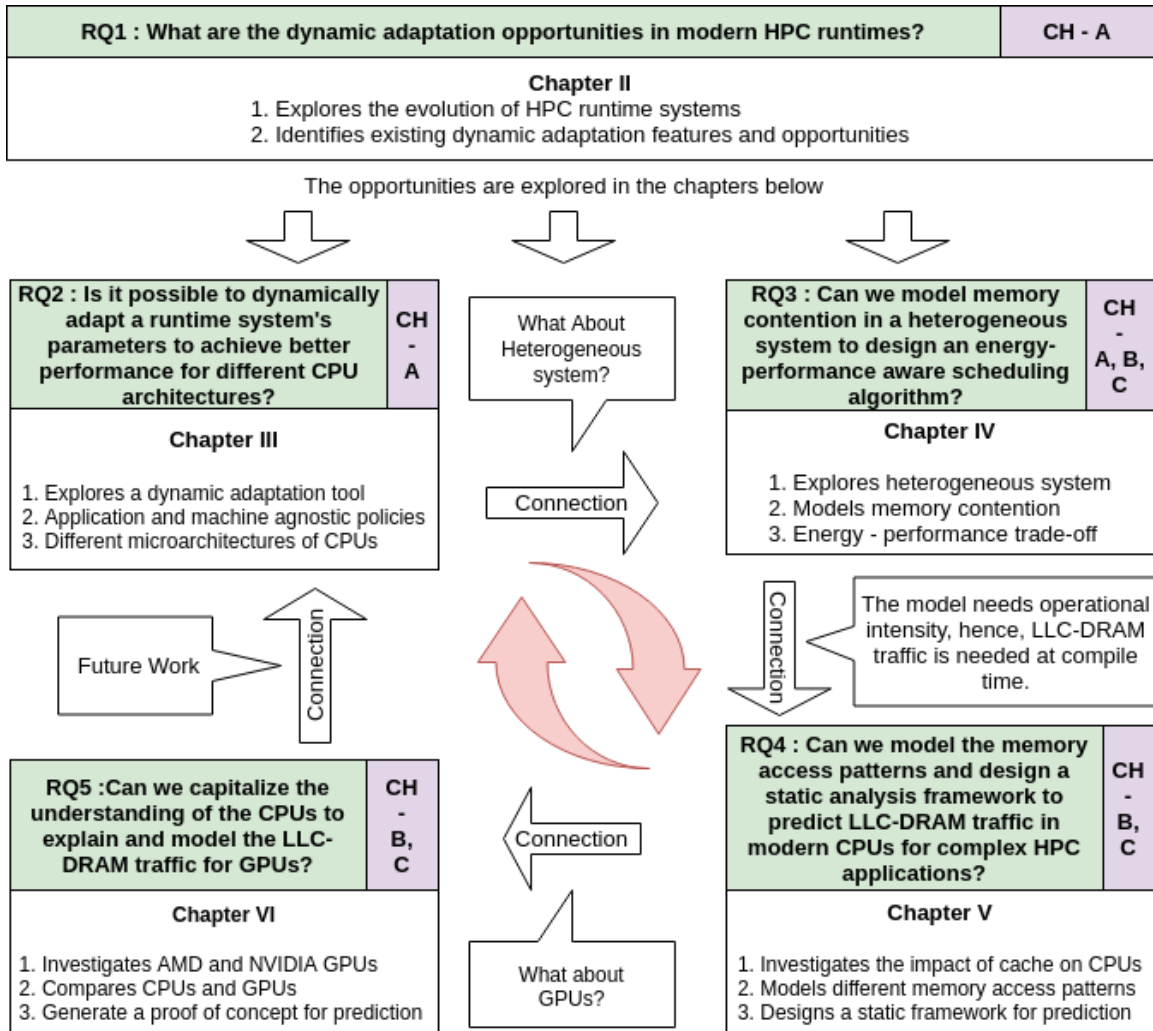 RQ1 : What are the dynamic adaptation opportunities in modern HPC runtimes?
CH - A
Chapter II
1. Explores the evolution of HPC runtime systems
2. Identifies existing dynamic adaptation features and opportunities
The opportunities are explored in the chapters below
RQ2 : Is it possible to dynamically
adapt a runtime system's
parameters to achieve better
performance for different CPU
architectures?
CH
-
A
Chapter III
1. Explores a dynamic adaptation tool
2. Application and machine agnostic policies
3. Different microarchitectures of CPUs
What About
Heterogeneous
system?
Connection
RQ3 : Can we model memory
contention in a heterogeneous
system to design an energy-
performance aware scheduling
algorithm?
CH
-
A, B,
C
Chapter IV
1. Explores heterogeneous system
2. Models memory contention
3. Energy - performance trade-off
Connection
The model needs operational
intensity, hence, LLC-DRAM
traffic is needed at compile
time.
Future Work
Connection
RQ4 : Can we model the memory
access patterns and design a
static analysis framework to
predict LLC-DRAM traffic in
modern CPUs for complex HPC
applications?
CH
-
B,
C
Chapter V
1. Investigates the impact of cache on CPUs
2. Models different memory access patterns
3. Designs a static framework for prediction
Connection
What about
GPUs?
RQ5 :Can we capitalize the
understanding of the CPUs to
explain and model the LLC-
DRAM traffic for GPUs?
CH
-
B,
C
Chapter VI
1. Investigates AMD and NVIDIA GPUs
2. Compares CPUs and GPUs
3. Generate a proof of concept for prediction